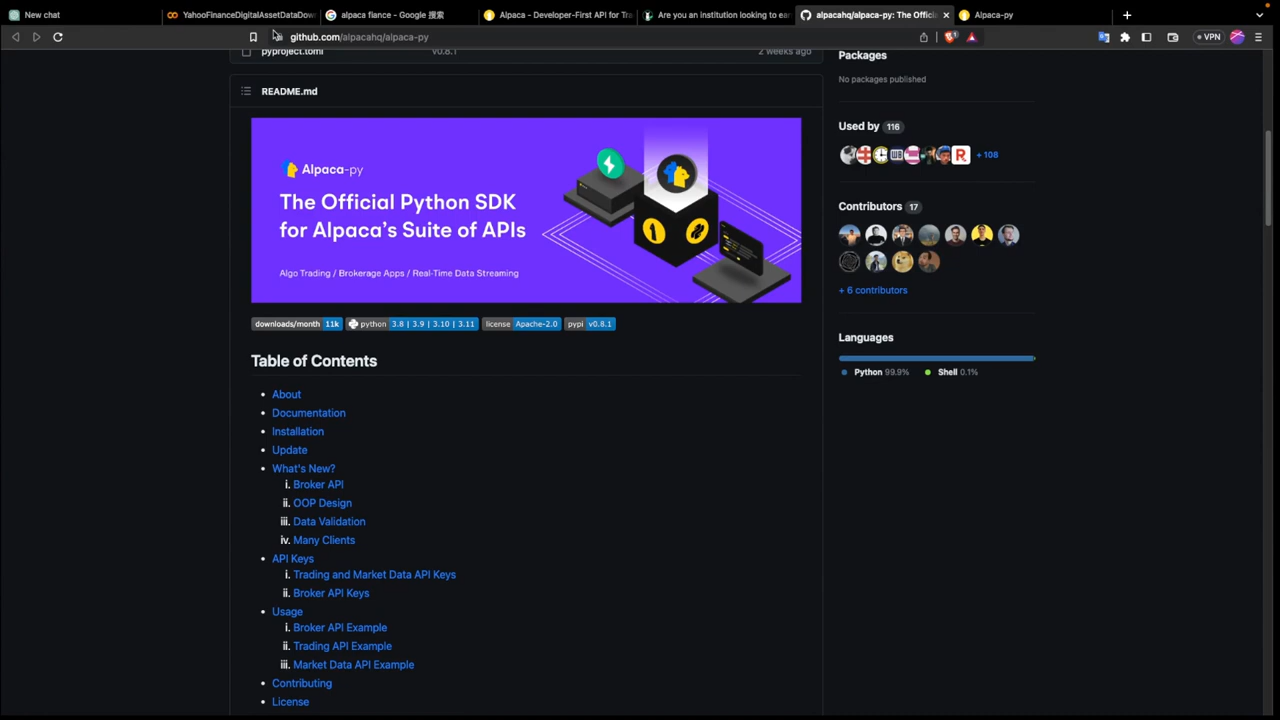 New chat
YahooFinanceDigitalAssetDataDow
alpaca fiance - Google 搜索
Alpaca - Developer-First API for Tra
Are you an institution looking to ear
alpacahq/alpaca-py: The Offici
Alpaca-py
github.com/alpacahq/alpaca-py
VPN
pyproject.toml
v0.8.1
2 weeks ago
README.md
Alpaca-py
The Official Python SDK
for Alpaca's Suite of APIs
Algo Trading / Brokerage Apps / Real-Time Data Streaming
downloads/month 11k
python 3.8 | 3.9 | 3.10 | 3.11
license Apache-2.0
pypi v0.8.1
Table of Contents
• About
• Documentation
• Installation
• Update
• What's New?
i. Broker API
ii. OOP Design
iii. Data Validation
iv. Many Clients
• API Keys
i. Trading and Market Data API Keys
ii. Broker API Keys
• Usage
i. Broker API Example
ii. Trading API Example
iii. Market Data API Example
• Contributing
• License
Packages
No packages published
Used by 116
R
+ 108
Contributors 17
+ 6 contributors
Languages
Python 99.9%
Shell 0.1%